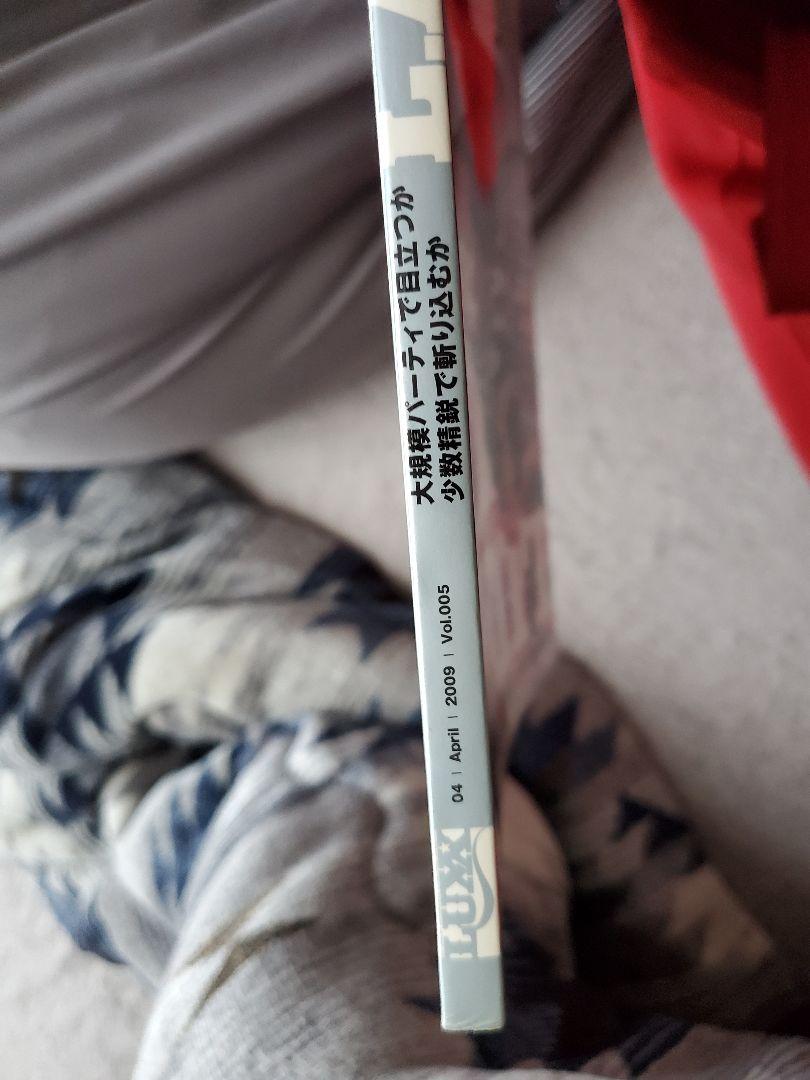 LUXX
04 | April | 2009 | Vol.005
大規模パーティで目立つか
少数精鋭で斬り込むか